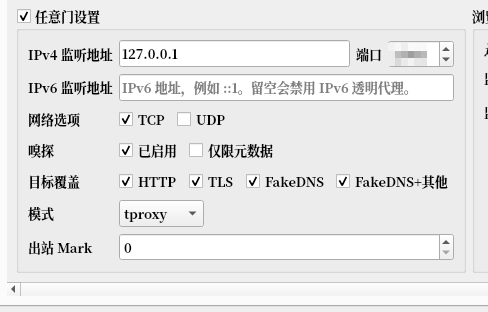 任意门设置
IPv4 监听地址 127.0.0.1 端口
IPv6 监听地址 IPv6 地址，例如 ::1。留空会禁用 IPv6 透明代理。
网络选项 TCP UDP
嗅探 已启用 仅限元数据
目标覆盖 HTTP TLS FakeDNS FakeDNS+其他
模式 tproxy
出站 Mark 0